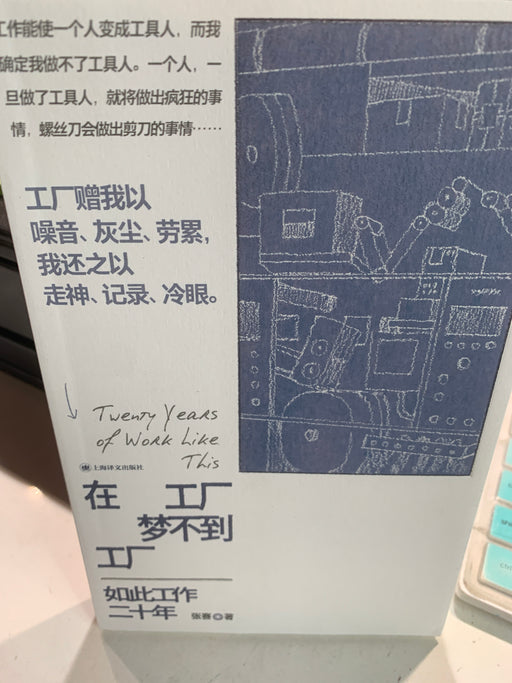 工作能使一个人变成工具人，而我
确定我做不了工具人。一个人，一
旦做了工具人，就将做出疯狂的事
情，螺丝刀会做出剪刀的事情……
工厂赠我以
噪音、灰尘、劳累，
我还之以
走神、记录、冷眼。
Twenty Years
of Work Like
This
上海译文出版社
在 工厂
梦不到
工厂
如此工作
二十年 张赛 著